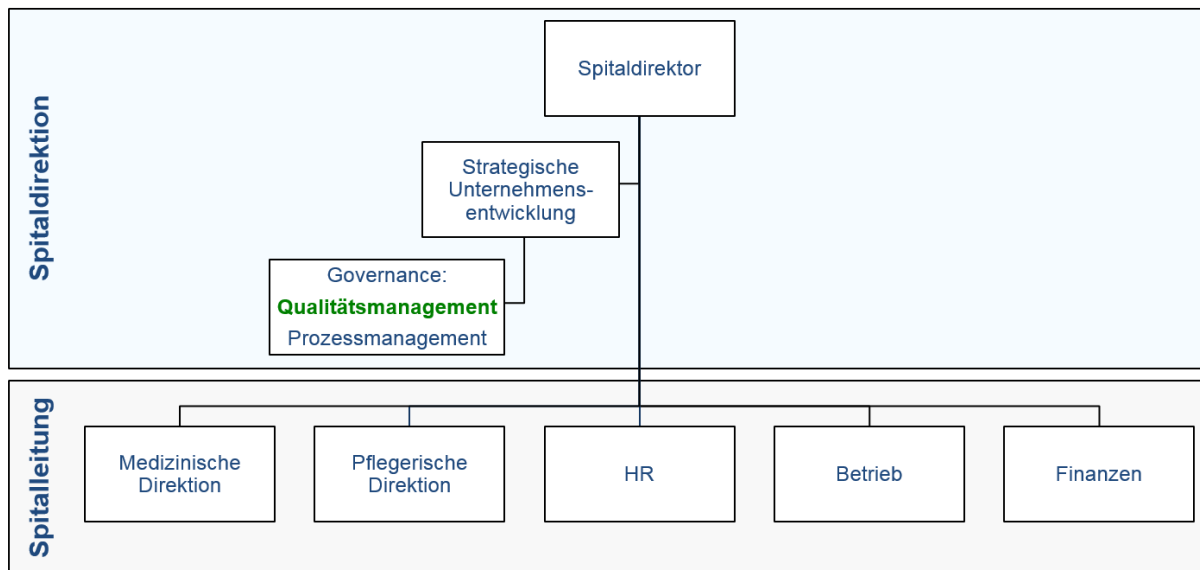 Spitaldirektion
Spitaldirektor
Strategische
Unternehmens-
entwicklung
Governance:
Qualitätsmanagement
Prozessmanagement
Spitalleitung
Medizinische
Direktion
Pflegerische
Direktion
HR
Betrieb
Finanzen